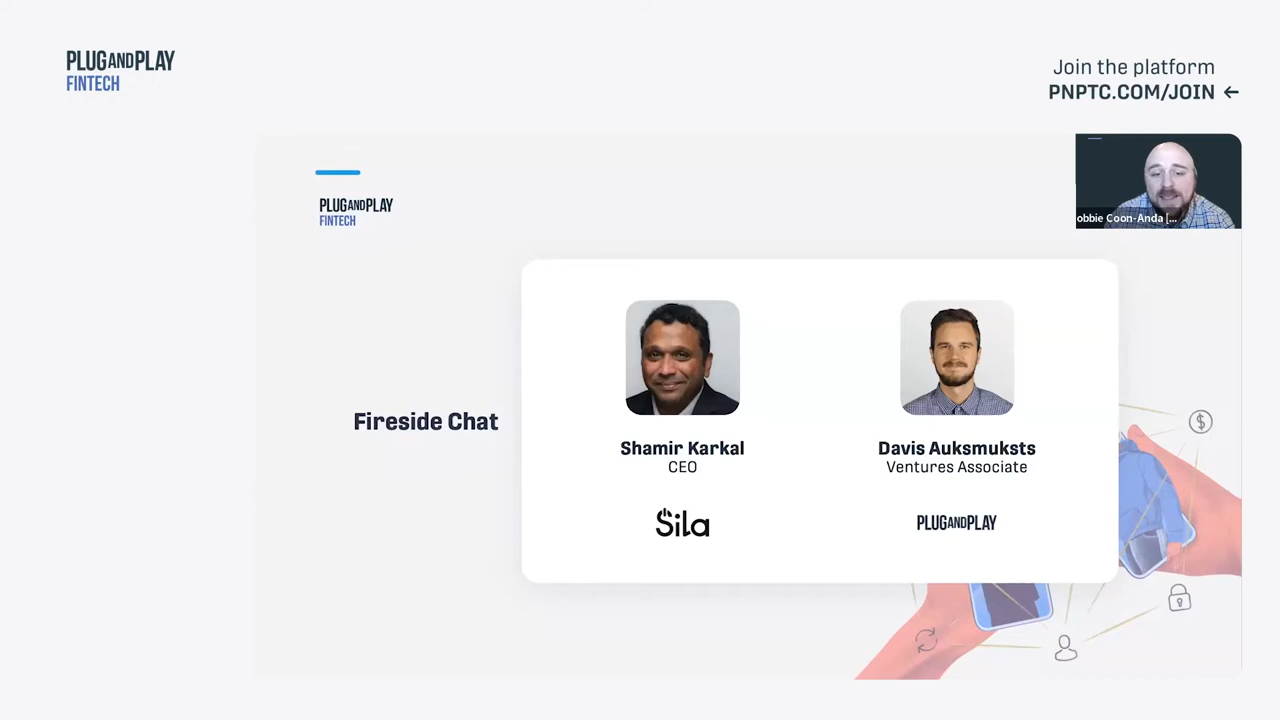 PLUGANDPLAY
FINTECH
Join the platform
PNPTC.COM/JOIN ←
PLUGANDPLAY
FINTECH
obbie Coon-Anda [...
Fireside Chat
Shamir Karkal
CEO
Sila
Davis Auksmuksts
Ventures Associate
PLUGANDPLAY
$